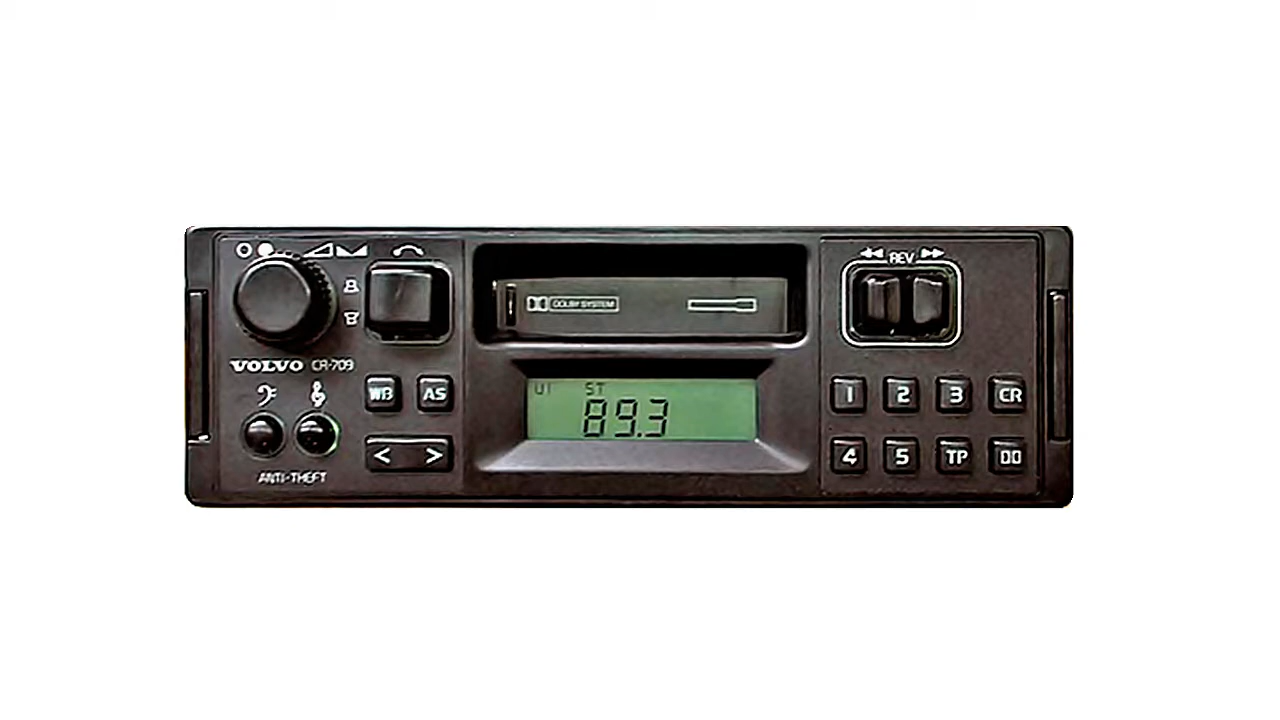 REV
DOLBY SYSTEM
VOLVO CR-709
WB AS
U1 ST
89.3
1 2 3 CR
< >
4 5 TP DD
ANTI-THEFT